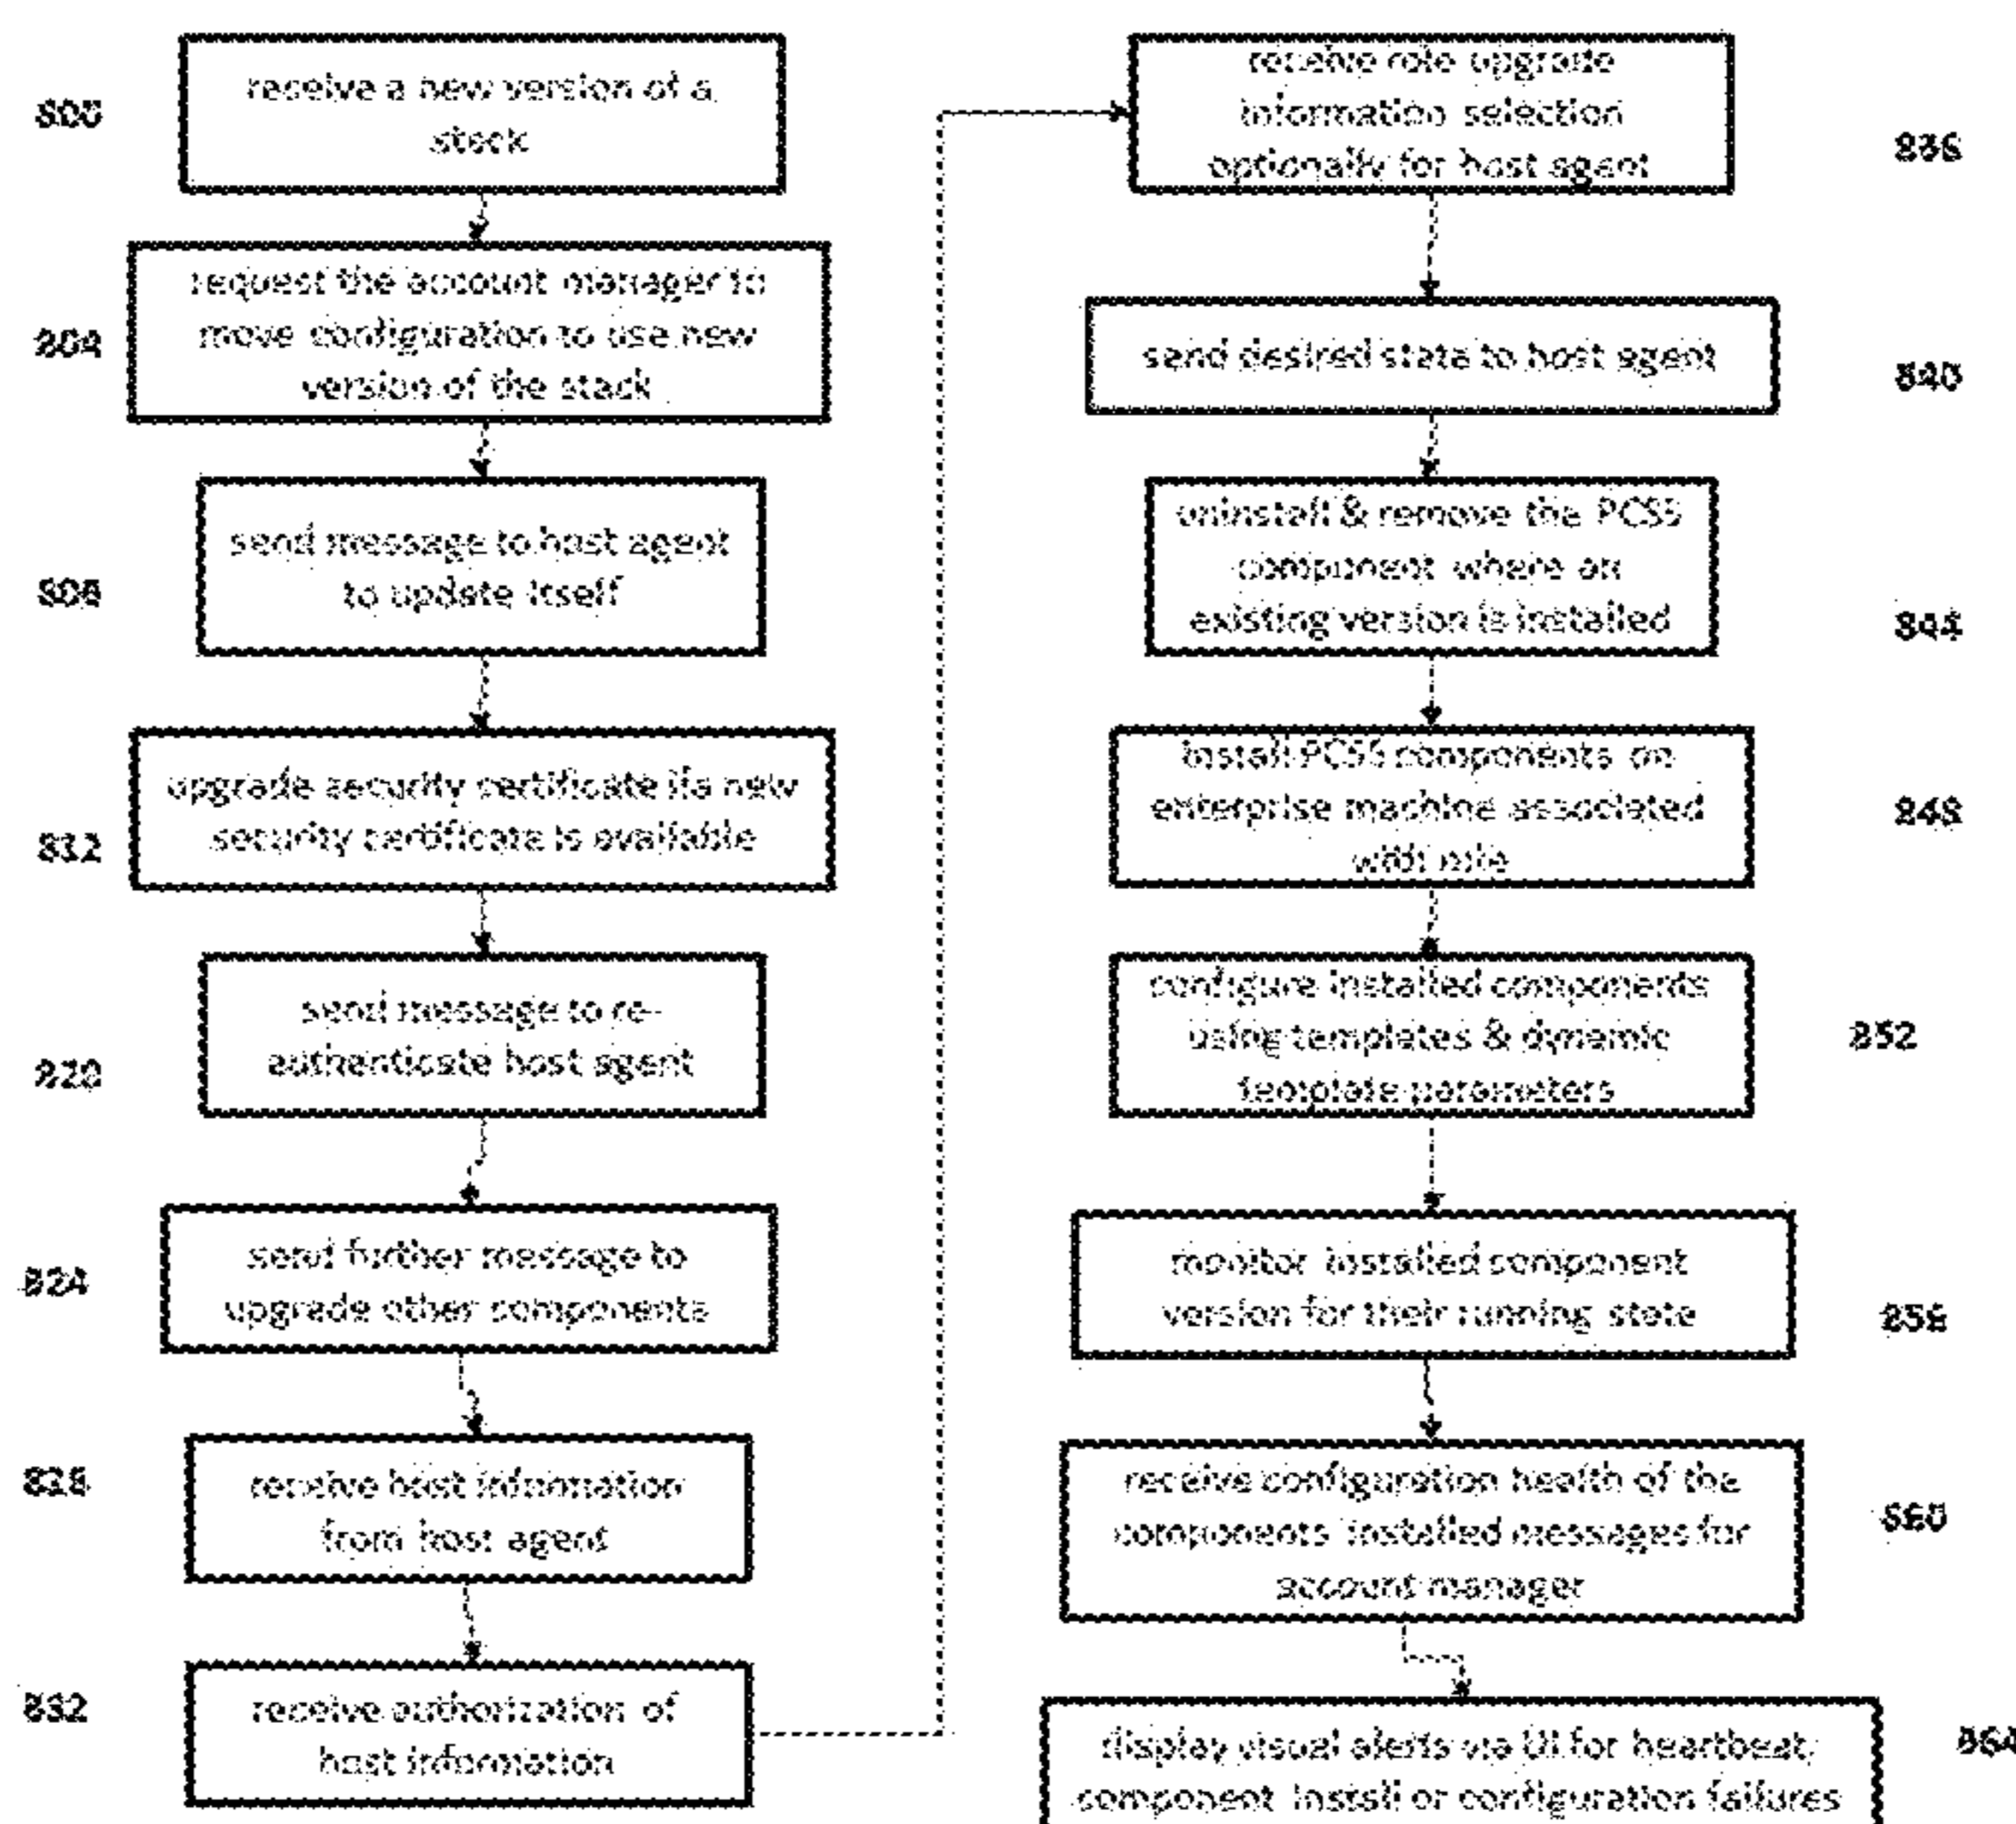 800
receive a new version of a
stack
804
request the account manager to
move configuration to use new
version of the stack
808
send message to host agent
to update itself
812
upgrade security certificate if a new
security certificate is available
820
send message to re-
authenticate host agent
824
send further message to
upgrade other components
828
receive host information
from host agent
832
receive authorization of
host information
receive role upgrade
information selection
optionally for host agent
836
send desired state to host agent
840
uninstall & remove the PCSS
component where an
existing version is installed
844
install PCSS components on
enterprise machine associated
with role
848
configure installed components
using templates & dynamic
template parameters
852
monitor installed component
version for their running state
856
receive configuration health of the
components installed messages for
account manager
860
display visual alerts via UI for heartbeat,
component install or configuration failures
864